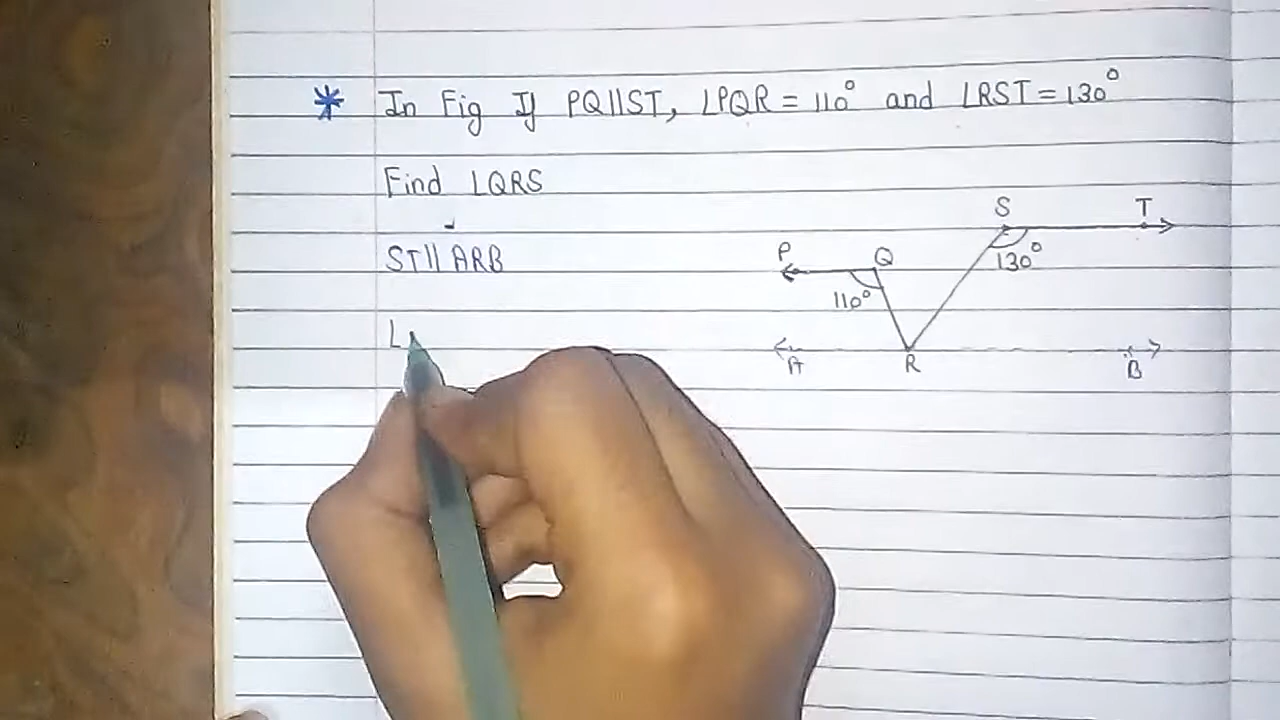 * In Fig If PQ||ST, ∠PQR = 110° and ∠RST = 130°
Find ∠QRS
ST || ARB
∠
S T
P Q
130°
110°
A R B